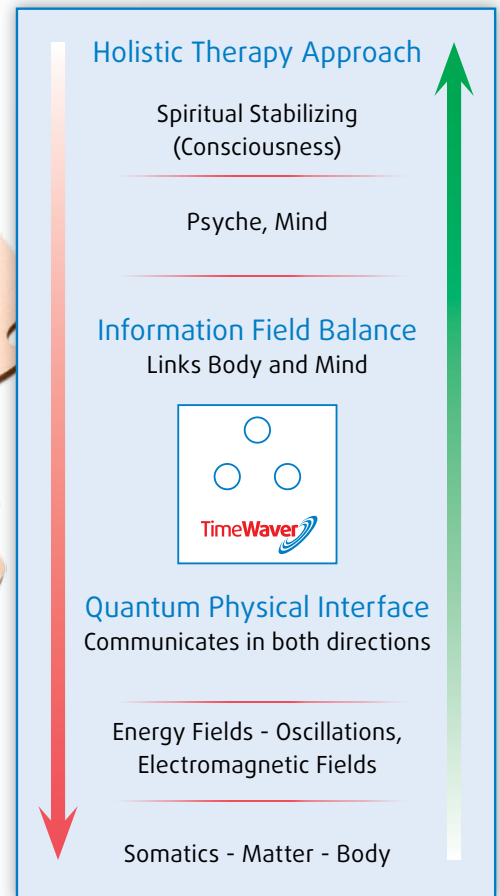 Holistic Therapy Approach
Spiritual Stabilizing
(Consciousness)
Psyche, Mind
Information Field Balance
Links Body and Mind
TimeWaver
Quantum Physical Interface
Communicates in both directions
Energy Fields - Oscillations,
Electromagnetic Fields
Somatics - Matter - Body